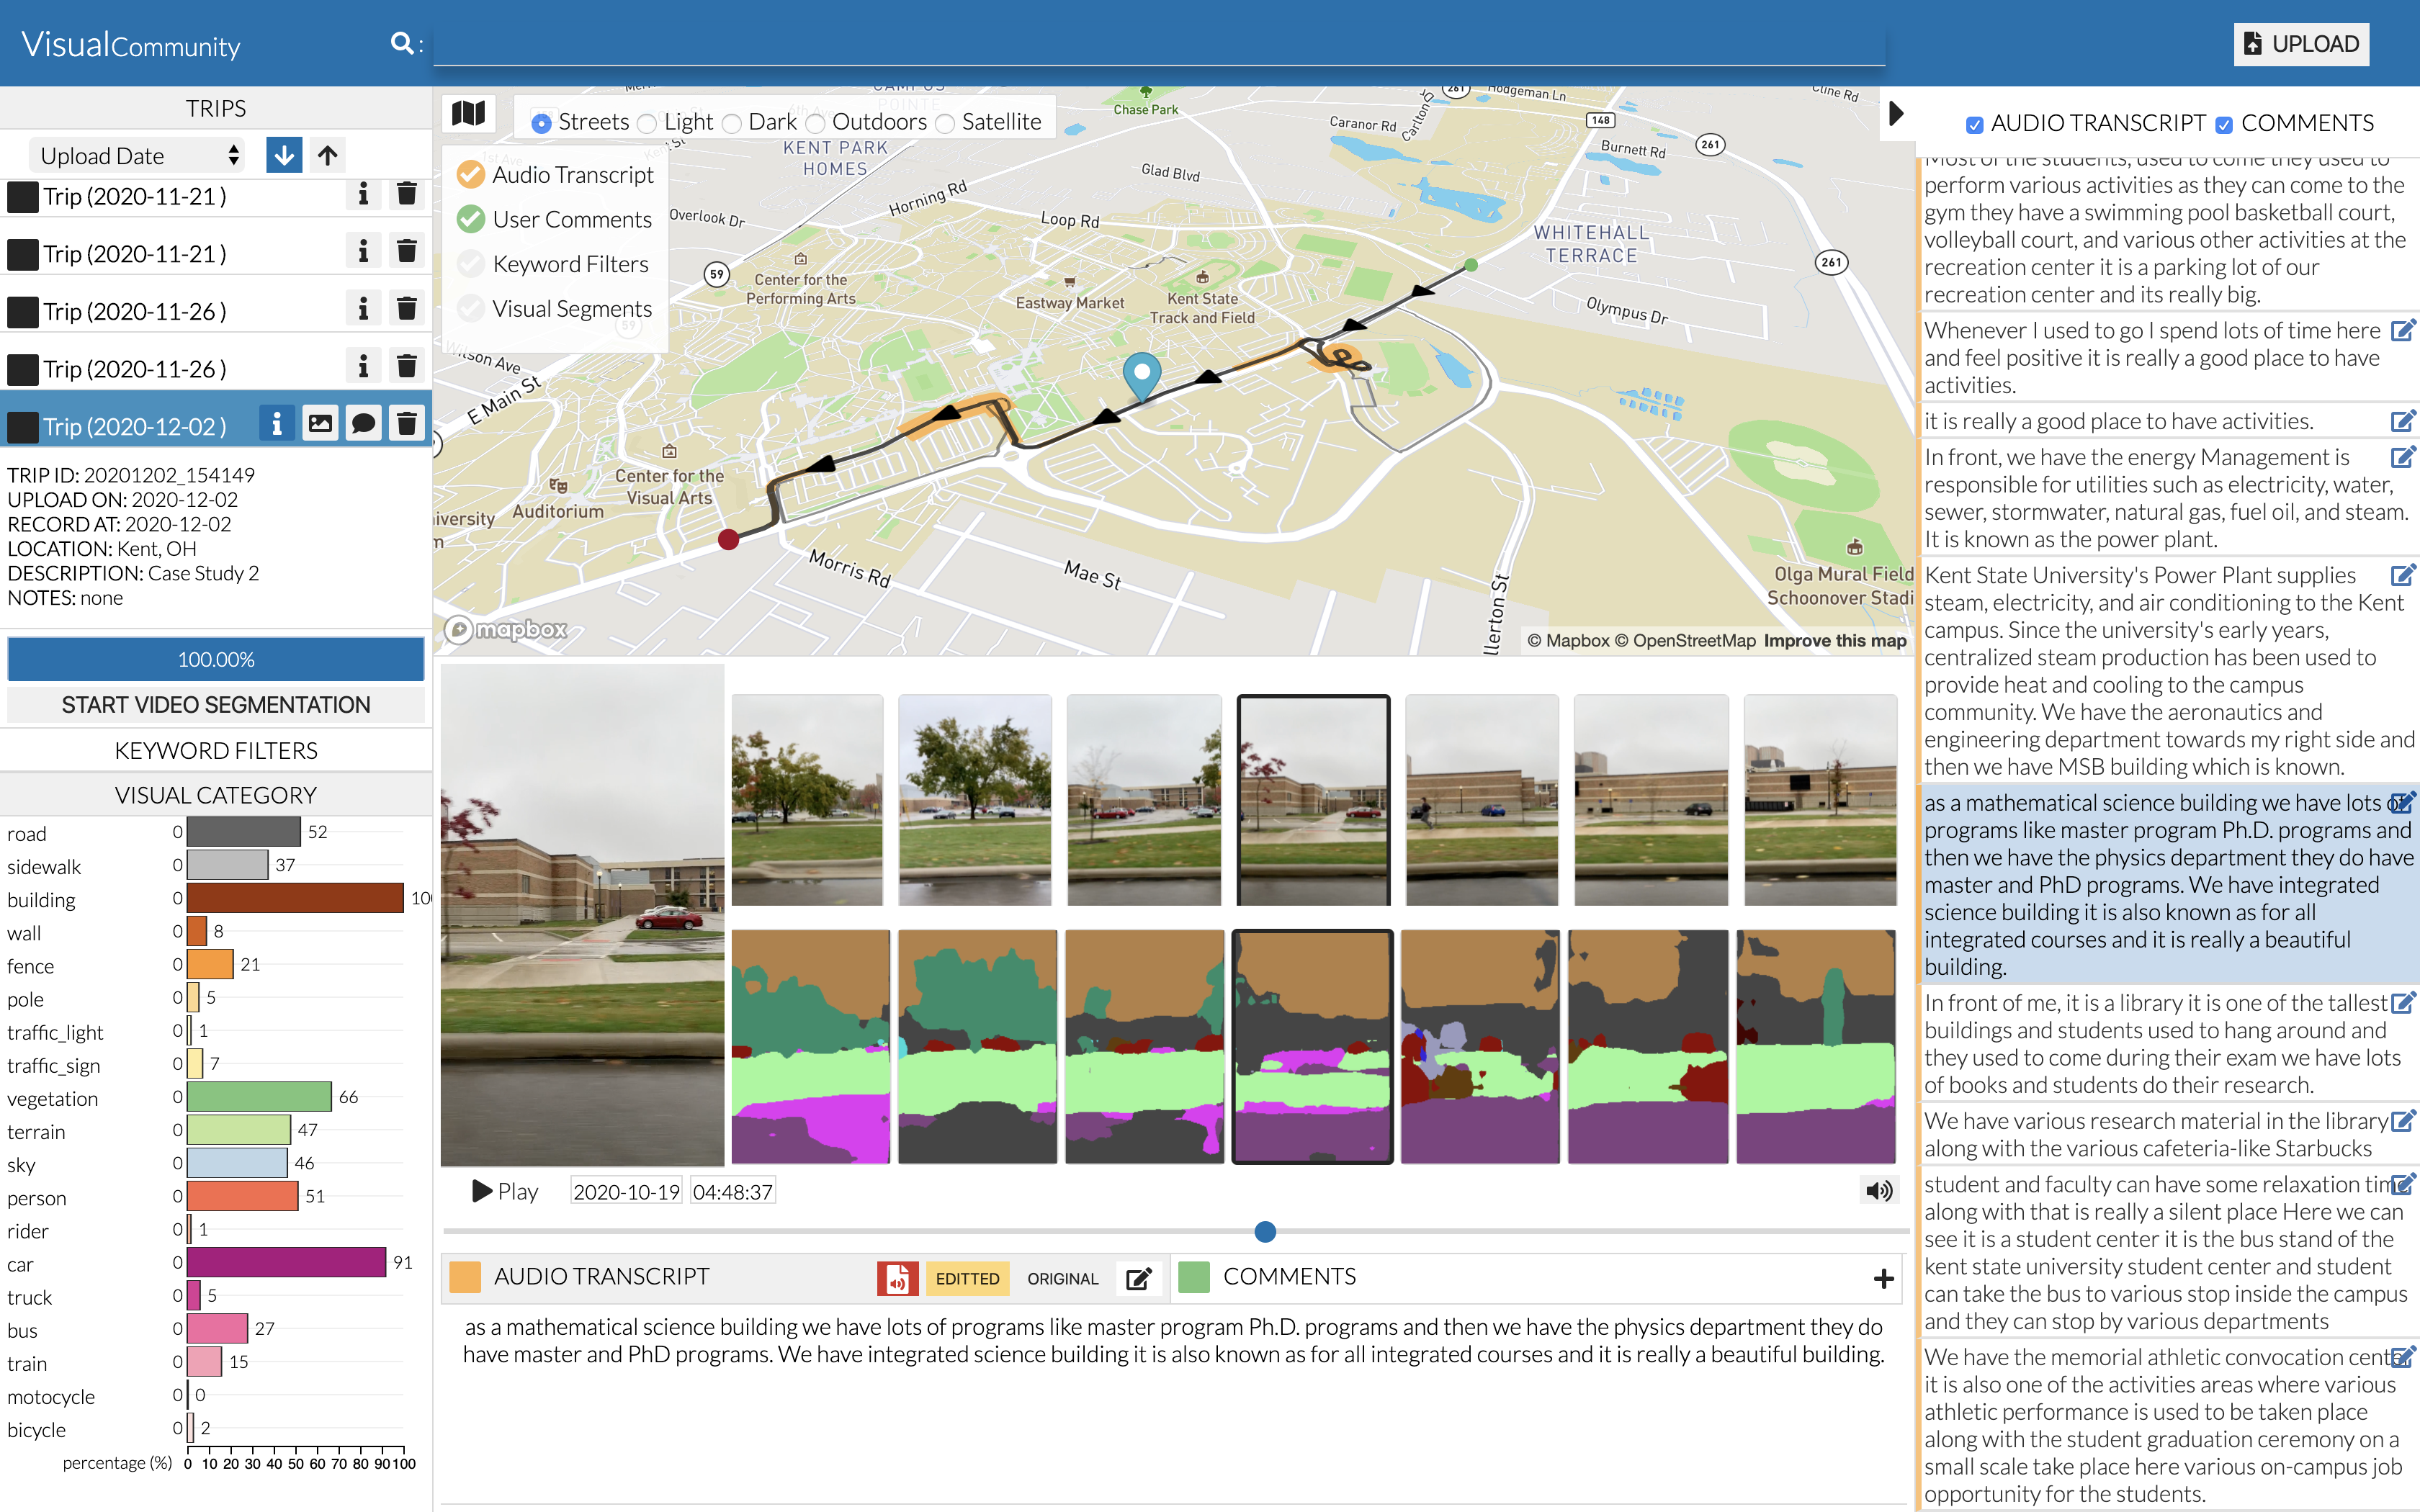 VisualCommunity
:
UPLOAD
TRIPS
Upload Date
Trip (2020-11-21 )
Trip (2020-11-21 )
Trip (2020-11-26 )
Trip (2020-11-26 )
Trip (2020-12-02 )
TRIP ID: 20201202_154149
UPLOAD ON: 2020-12-02
RECORD AT: 2020-12-02
LOCATION: Kent, OH
DESCRIPTION: Case Study 2
NOTES: none
100.00%
START VIDEO SEGMENTATION
KEYWORD FILTERS
VISUAL CATEGORY
road 0 52
sidewalk 0 37
building 0 100
wall 0 8
fence 0 21
pole 0 5
traffic_light 0 1
traffic_sign 0 7
vegetation 0 66
terrain 0 47
sky 0 46
person 0 51
rider 0 1
car 0 91
truck 0 5
bus 0 27
train 0 15
motocycle 0 0
bicycle 0 2
percentage (%) 0 10 20 30 40 50 60 70 80 90 100
Streets Light Dark Outdoors Satellite
Audio Transcript
User Comments
Keyword Filters
Visual Segments
CAMPUS
POINTE
6th Ave
1st Ave
KENT PARK
HOMES
Chase Park
Hodgeman Ln
Cline Rd
Carlton Dr
Caranor Rd
Burnett Rd
261
148
261
261
Glad Blvd
Horning Rd
Overlook Dr
Loop Rd
WHITEHALL
TERRACE
Olympus Dr
59
59
Center for the
Performing Arts
Eastway Market
Kent State
Track and Field
Wilson Ave
E Main St
Center for the
Visual Arts
Auditorium
iversity
Morris Rd
Mae St
llerton St
Olga Mural Field
Schoonover Stadi
mapbox
© Mapbox © OpenStreetMap Improve this map
Play 2020-10-19 04:48:37
AUDIO TRANSCRIPT EDITTED ORIGINAL
COMMENTS +
as a mathematical science building we have lots of programs like master program Ph.D. programs and then we have the physics department they do
have master and PhD programs. We have integrated science building it is also known as for all integrated courses and it is really a beautiful building.
AUDIO TRANSCRIPT COMMENTS
Most of the students, used to come they used to
perform various activities as they can come to the
gym they have a swimming pool basketball court,
volleyball court, and various other activities at the
recreation center it is a parking lot of our
recreation center and its really big.
Whenever I used to go I spend lots of time here
and feel positive it is really a good place to have
activities.
it is really a good place to have activities.
In front, we have the energy Management is
responsible for utilities such as electricity, water,
sewer, stormwater, natural gas, fuel oil, and steam.
It is known as the power plant.
Kent State University's Power Plant supplies
steam, electricity, and air conditioning to the Kent
campus. Since the university's early years,
centralized steam production has been used to
provide heat and cooling to the campus
community. We have the aeronautics and
engineering department towards my right side and
then we have MSB building which is known.
as a mathematical science building we have lots of
programs like master program Ph.D. programs and
then we have the physics department they do have
master and PhD programs. We have integrated
science building it is also known as for all
integrated courses and it is really a beautiful
building.
In front of me, it is a library it is one of the tallest
buildings and students used to hang around and
they used to come during their exam we have lots
of books and students do their research.
We have various research material in the library
along with the various cafeteria-like Starbucks
student and faculty can have some relaxation time
along with that is really a silent place Here we can
see it is a student center it is the bus stand of the
kent state university student center and student
can take the bus to various stop inside the campus
and they can stop by various departments
We have the memorial athletic convocation center
it is also one of the activities areas where various
athletic performance is used to be taken place
along with the student graduation ceremony on a
small scale take place here various on-campus job
opportunity for the students.